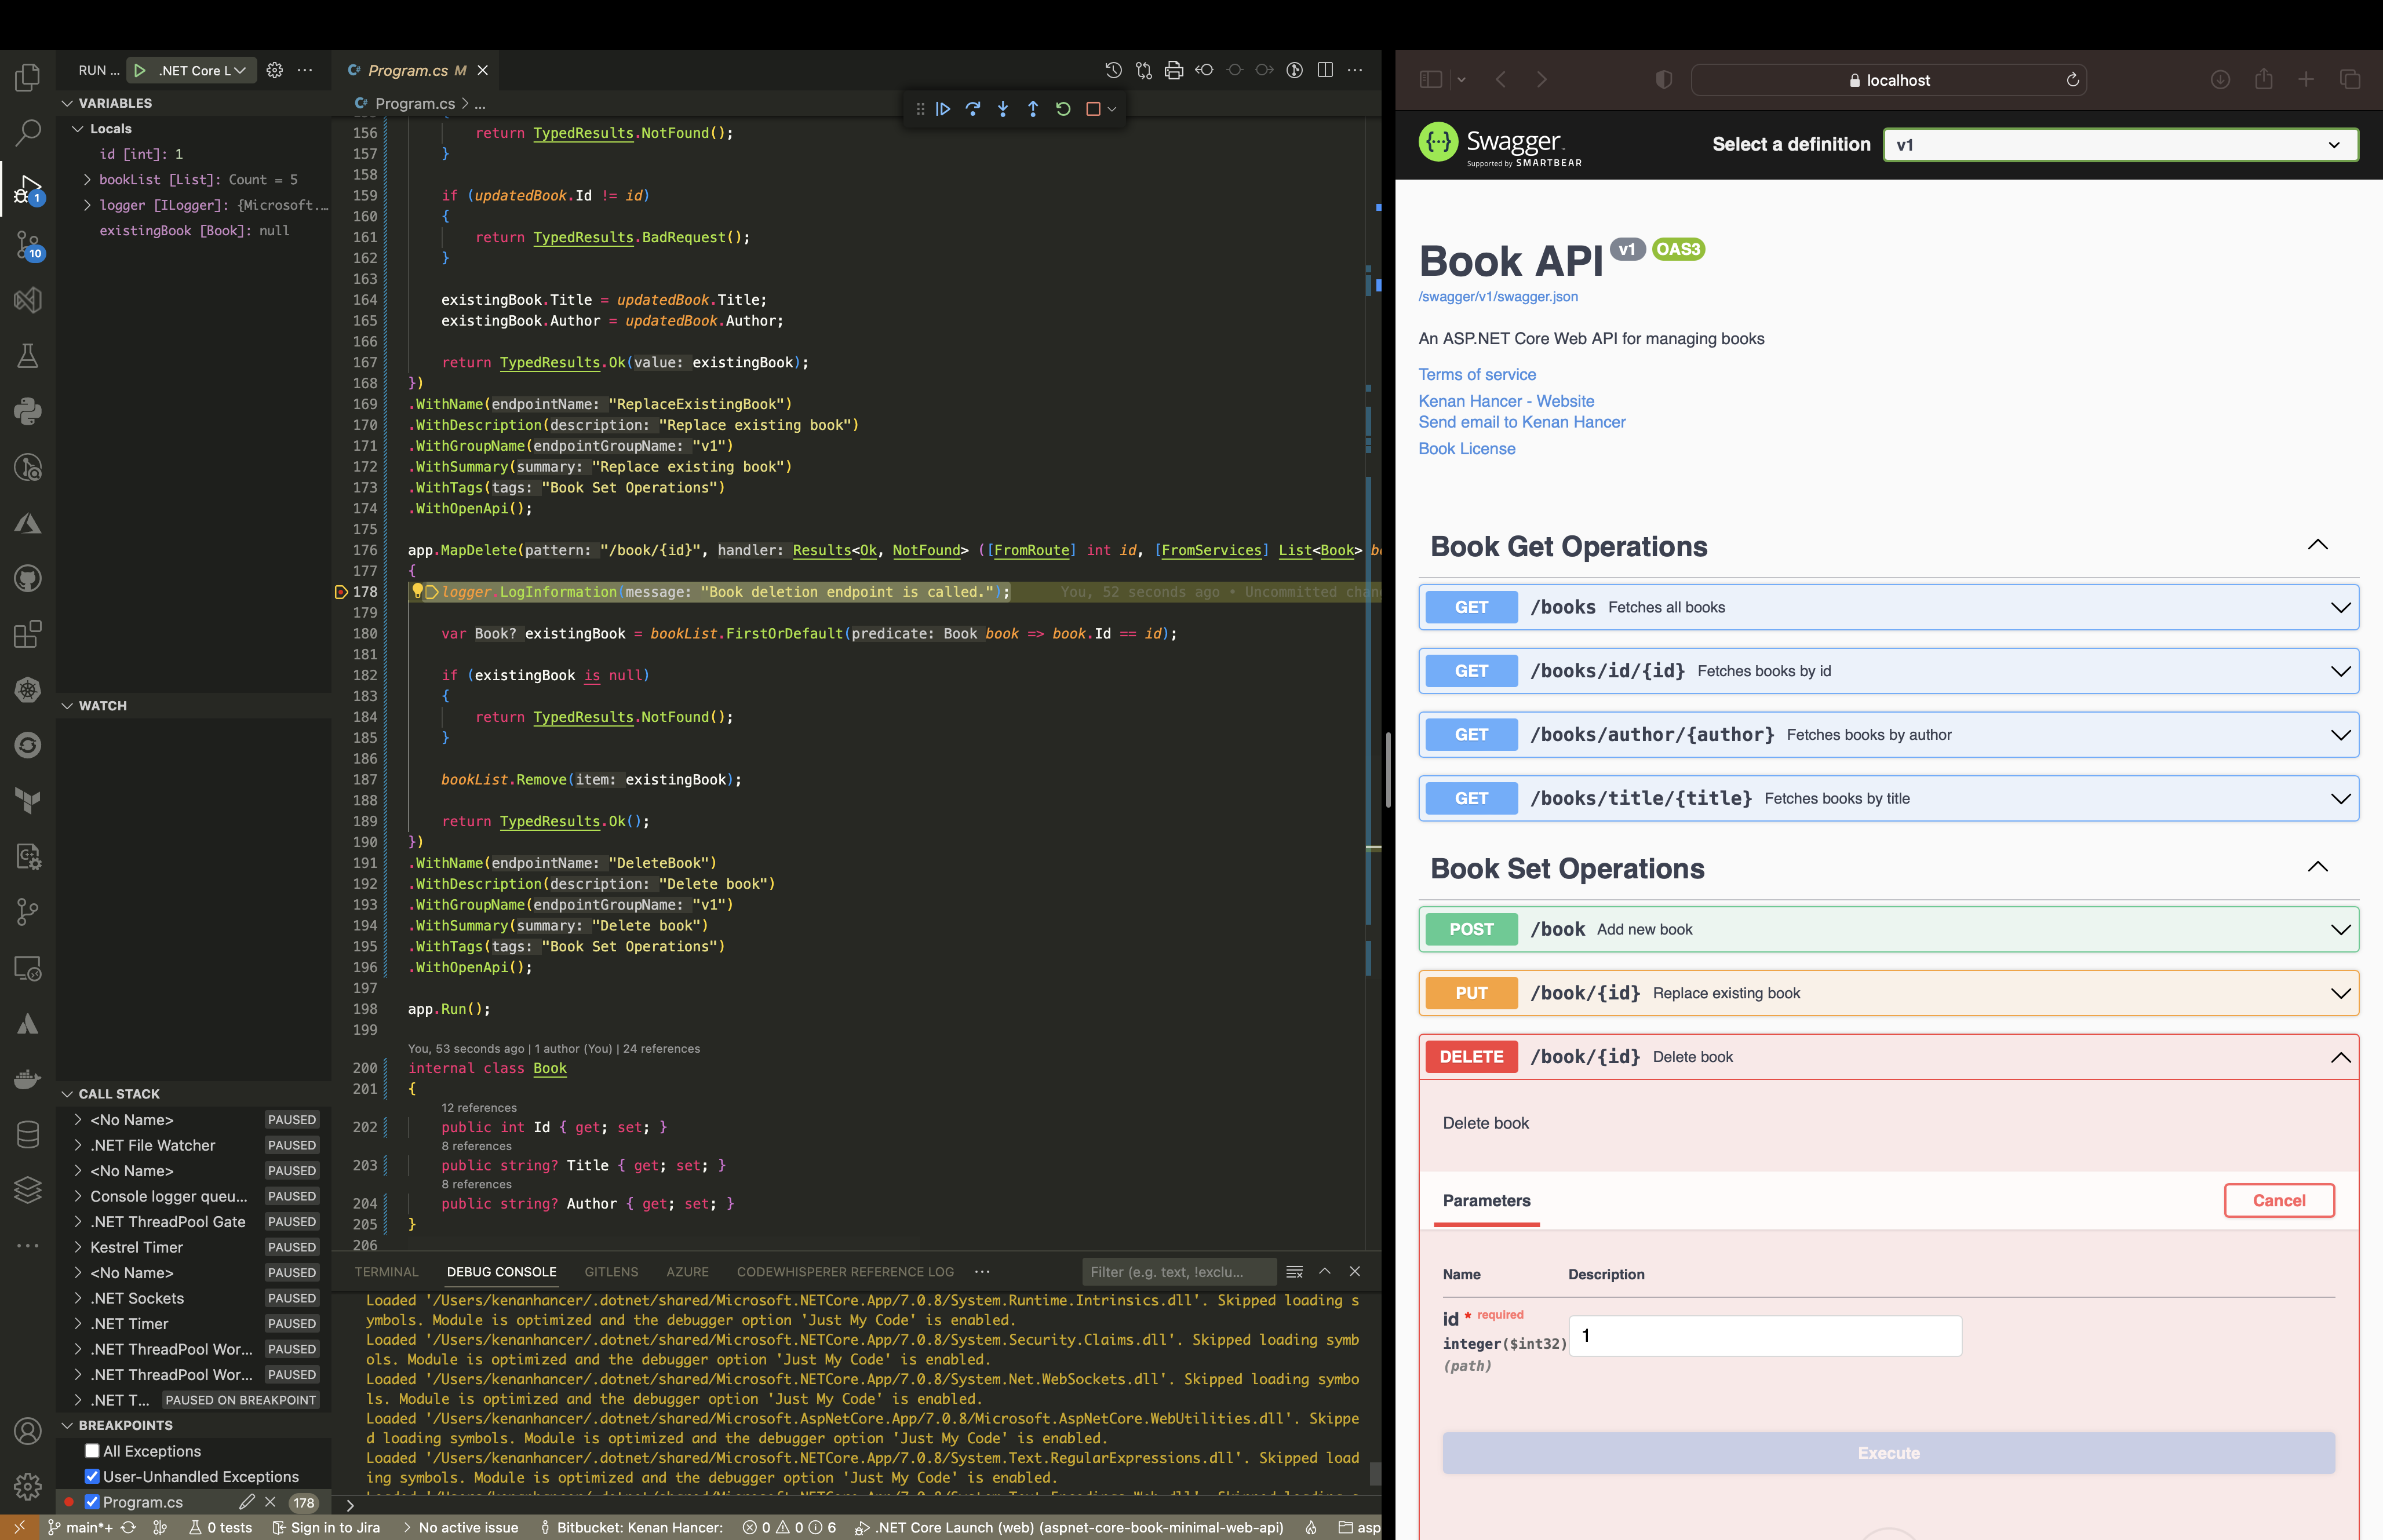 RUN ...
.NET Core L
VARIABLES
Locals
id [int]: 1
bookList [List]: Count = 5
logger [ILogger]: {Microsoft....
existingBook [Book]: null
WATCH
CALL STACK
<No Name> PAUSED
.NET File Watcher PAUSED
<No Name> PAUSED
Console logger queu... PAUSED
.NET ThreadPool Gate PAUSED
Kestrel Timer PAUSED
<No Name> PAUSED
.NET Sockets PAUSED
.NET Timer PAUSED
.NET ThreadPool Wor... PAUSED
.NET ThreadPool Wor... PAUSED
.NET T... PAUSED ON BREAKPOINT
BREAKPOINTS
All Exceptions
User-Unhandled Exceptions
Program.cs 178
1
10
Program.cs M
Program.cs > ...
156 return TypedResults.NotFound();
157 }
158
159 if (updatedBook.Id != id)
160 {
161 return TypedResults.BadRequest();
162 }
163
164 existingBook.Title = updatedBook.Title;
165 existingBook.Author = updatedBook.Author;
166
167 return TypedResults.Ok(value: existingBook);
168 })
169 .WithName(endpointName: "ReplaceExistingBook")
170 .WithDescription(description: "Replace existing book")
171 .WithGroupName(endpointGroupName: "v1")
172 .WithSummary(summary: "Replace existing book")
173 .WithTags(tags: "Book Set Operations")
174 .WithOpenApi();
175
176 app.MapDelete(pattern: "/book/{id}", handler: Results<Ok, NotFound> ([FromRoute] int id, [FromServices] List<Book> b
177 {
178 logger.LogInformation(message: "Book deletion endpoint is called."); You, 52 seconds ago • Uncommitted chan
179
180 var Book? existingBook = bookList.FirstOrDefault(predicate: Book book => book.Id == id);
181
182 if (existingBook is null)
183 {
184 return TypedResults.NotFound();
185 }
186
187 bookList.Remove(item: existingBook);
188
189 return TypedResults.Ok();
190 })
191 .WithName(endpointName: "DeleteBook")
192 .WithDescription(description: "Delete book")
193 .WithGroupName(endpointGroupName: "v1")
194 .WithSummary(summary: "Delete book")
195 .WithTags(tags: "Book Set Operations")
196 .WithOpenApi();
197
198 app.Run();
199
You, 53 seconds ago | 1 author (You) | 24 references
200 internal class Book
201 {
12 references
202 public int Id { get; set; }
8 references
203 public string? Title { get; set; }
8 references
204 public string? Author { get; set; }
205 }
206
TERMINAL DEBUG CONSOLE GITLENS AZURE CODEWHISPERER REFERENCE LOG ... Filter (e.g. text, !exclu...
Loaded '/Users/kenanhancer/.dotnet/shared/Microsoft.NETCore.App/7.0.8/System.Runtime.Intrinsics.dll'. Skipped loading s
ymbols. Module is optimized and the debugger option 'Just My Code' is enabled.
Loaded '/Users/kenanhancer/.dotnet/shared/Microsoft.NETCore.App/7.0.8/System.Security.Claims.dll'. Skipped loading symb
ols. Module is optimized and the debugger option 'Just My Code' is enabled.
Loaded '/Users/kenanhancer/.dotnet/shared/Microsoft.NETCore.App/7.0.8/System.Net.WebSockets.dll'. Skipped loading symbo
ls. Module is optimized and the debugger option 'Just My Code' is enabled.
Loaded '/Users/kenanhancer/.dotnet/shared/Microsoft.AspNetCore.App/7.0.8/Microsoft.AspNetCore.WebUtilities.dll'. Skippe
d loading symbols. Module is optimized and the debugger option 'Just My Code' is enabled.
Loaded '/Users/kenanhancer/.dotnet/shared/Microsoft.NETCore.App/7.0.8/System.Text.RegularExpressions.dll'. Skipped load
ing symbols. Module is optimized and the debugger option 'Just My Code' is enabled.
main*+ 0 tests Sign in to Jira No active issue Bitbucket: Kenan Hancer: 0 0 6 .NET Core Launch (web) (aspnet-core-book-minimal-web-api) asp
localhost
Swagger
Supported by SMARTBEAR
Select a definition v1
Book API v1 OAS3
/swagger/v1/swagger.json
An ASP.NET Core Web API for managing books
Terms of service
Kenan Hancer - Website
Send email to Kenan Hancer
Book License
Book Get Operations
GET /books Fetches all books
GET /books/id/{id} Fetches books by id
GET /books/author/{author} Fetches books by author
GET /books/title/{title} Fetches books by title
Book Set Operations
POST /book Add new book
PUT /book/{id} Replace existing book
DELETE /book/{id} Delete book
Delete book
Parameters
Cancel
Name Description
id * required
integer($int32)
(path)
1
Execute